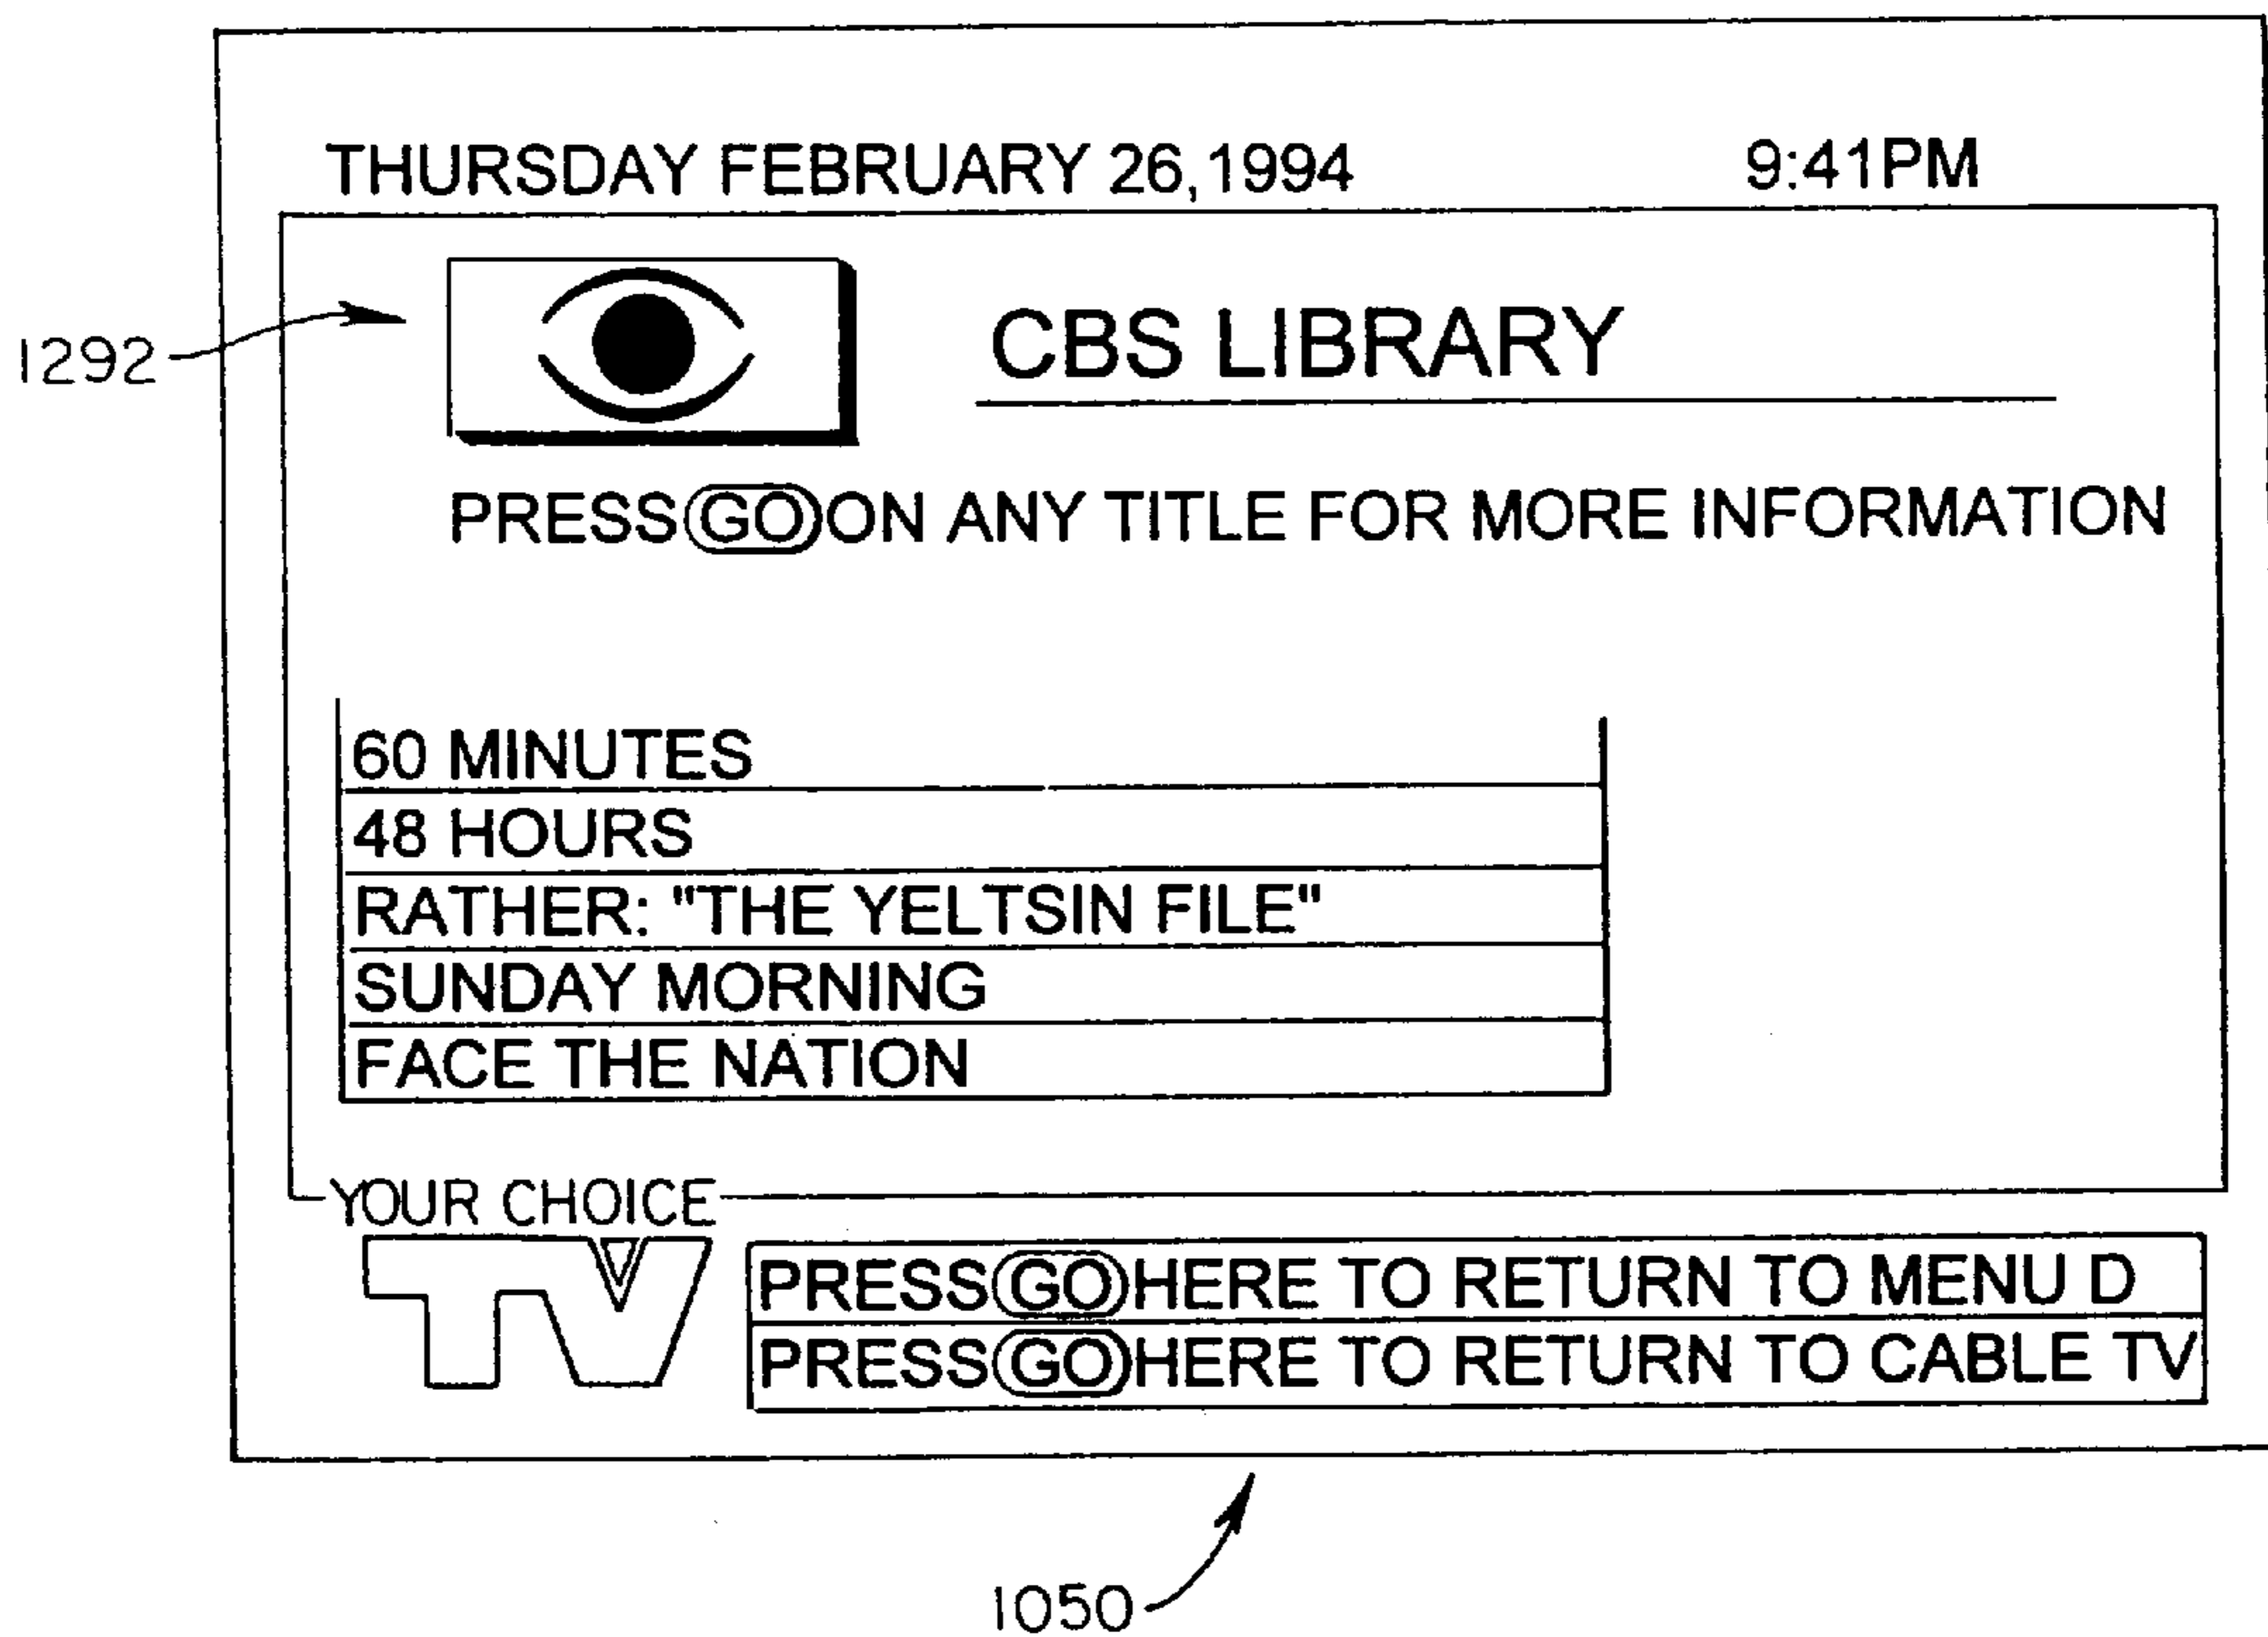 THURSDAY FEBRUARY 26,1994 9:41PM
1292
CBS LIBRARY
PRESS GO ON ANY TITLE FOR MORE INFORMATION
60 MINUTES
48 HOURS
RATHER: "THE YELTSIN FILE"
SUNDAY MORNING
FACE THE NATION
YOUR CHOICE
TV
PRESS GO HERE TO RETURN TO MENU D
PRESS GO HERE TO RETURN TO CABLE TV
1050